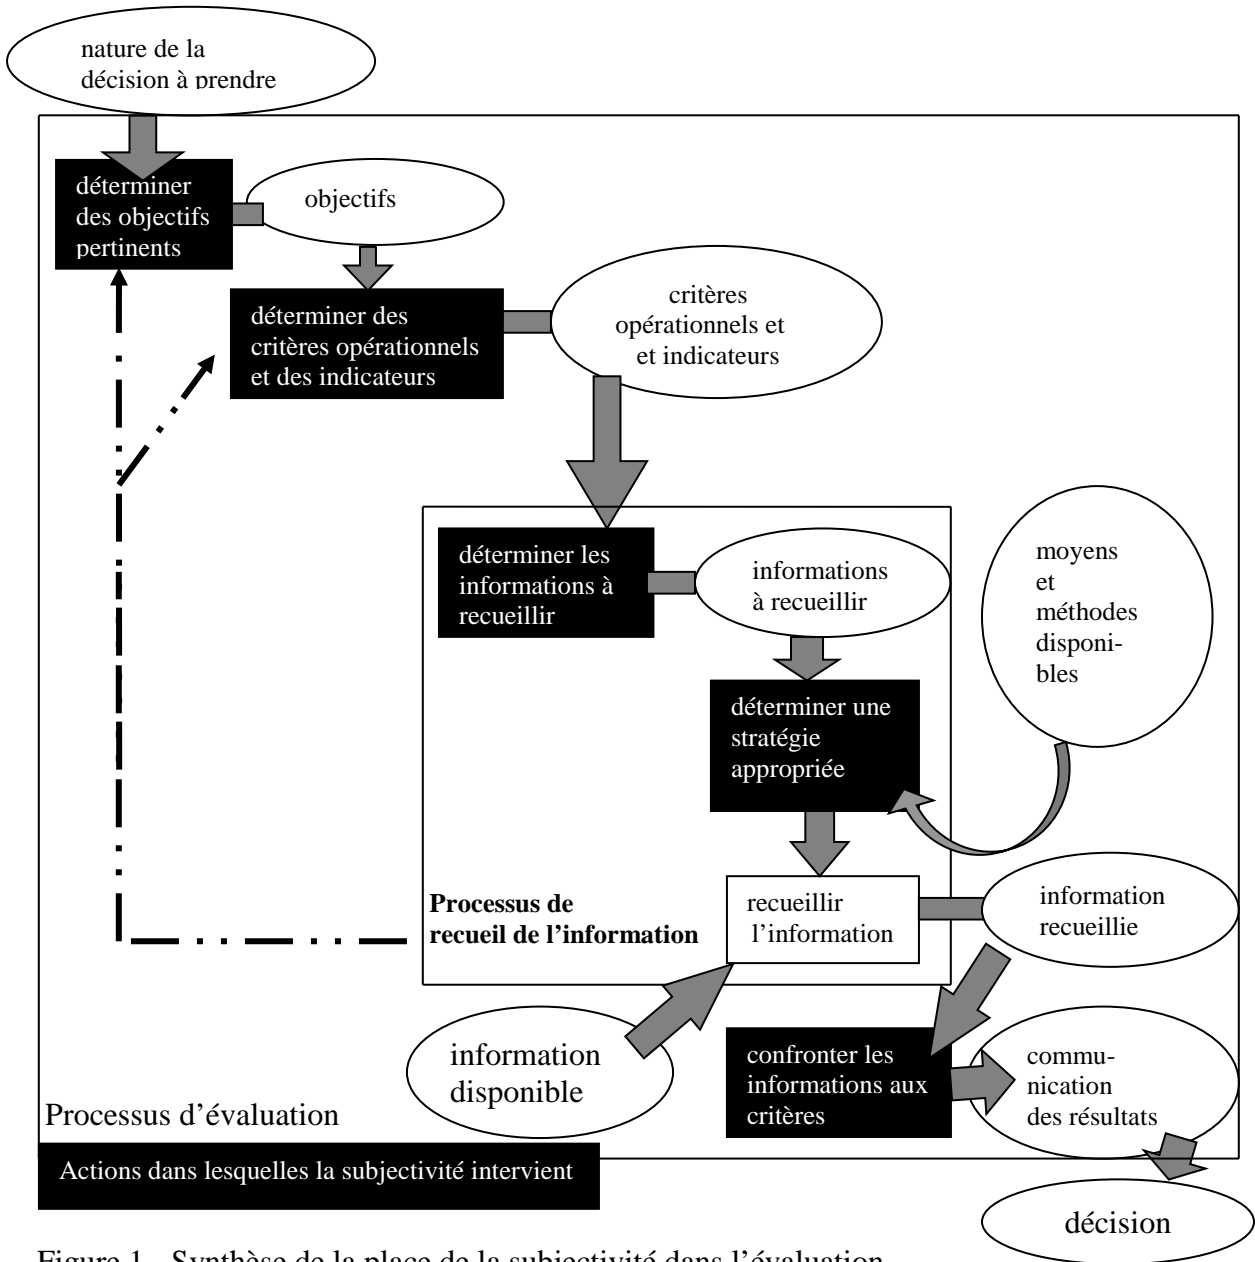 nature de la
décision à prendre
déterminer
des objectifs
pertinents
objectifs
déterminer des
critères opérationnels
et des indicateurs
critères
opérationnels et
et indicateurs
déterminer les
informations à
recueillir
informations
à recueillir
moyens
et
méthodes
disponi-
bles
déterminer une
stratégie
appropriée
Processus de
recueil de l’information
recueillir
l’information
information
recueillie
information
disponible
confronter les
informations aux
critères
commu-
nication
des résultats
Processus d’évaluation
Actions dans lesquelles la subjectivité intervient
décision
Figure 1 - Synthèse de la place de la subjectivité dans l’évaluation